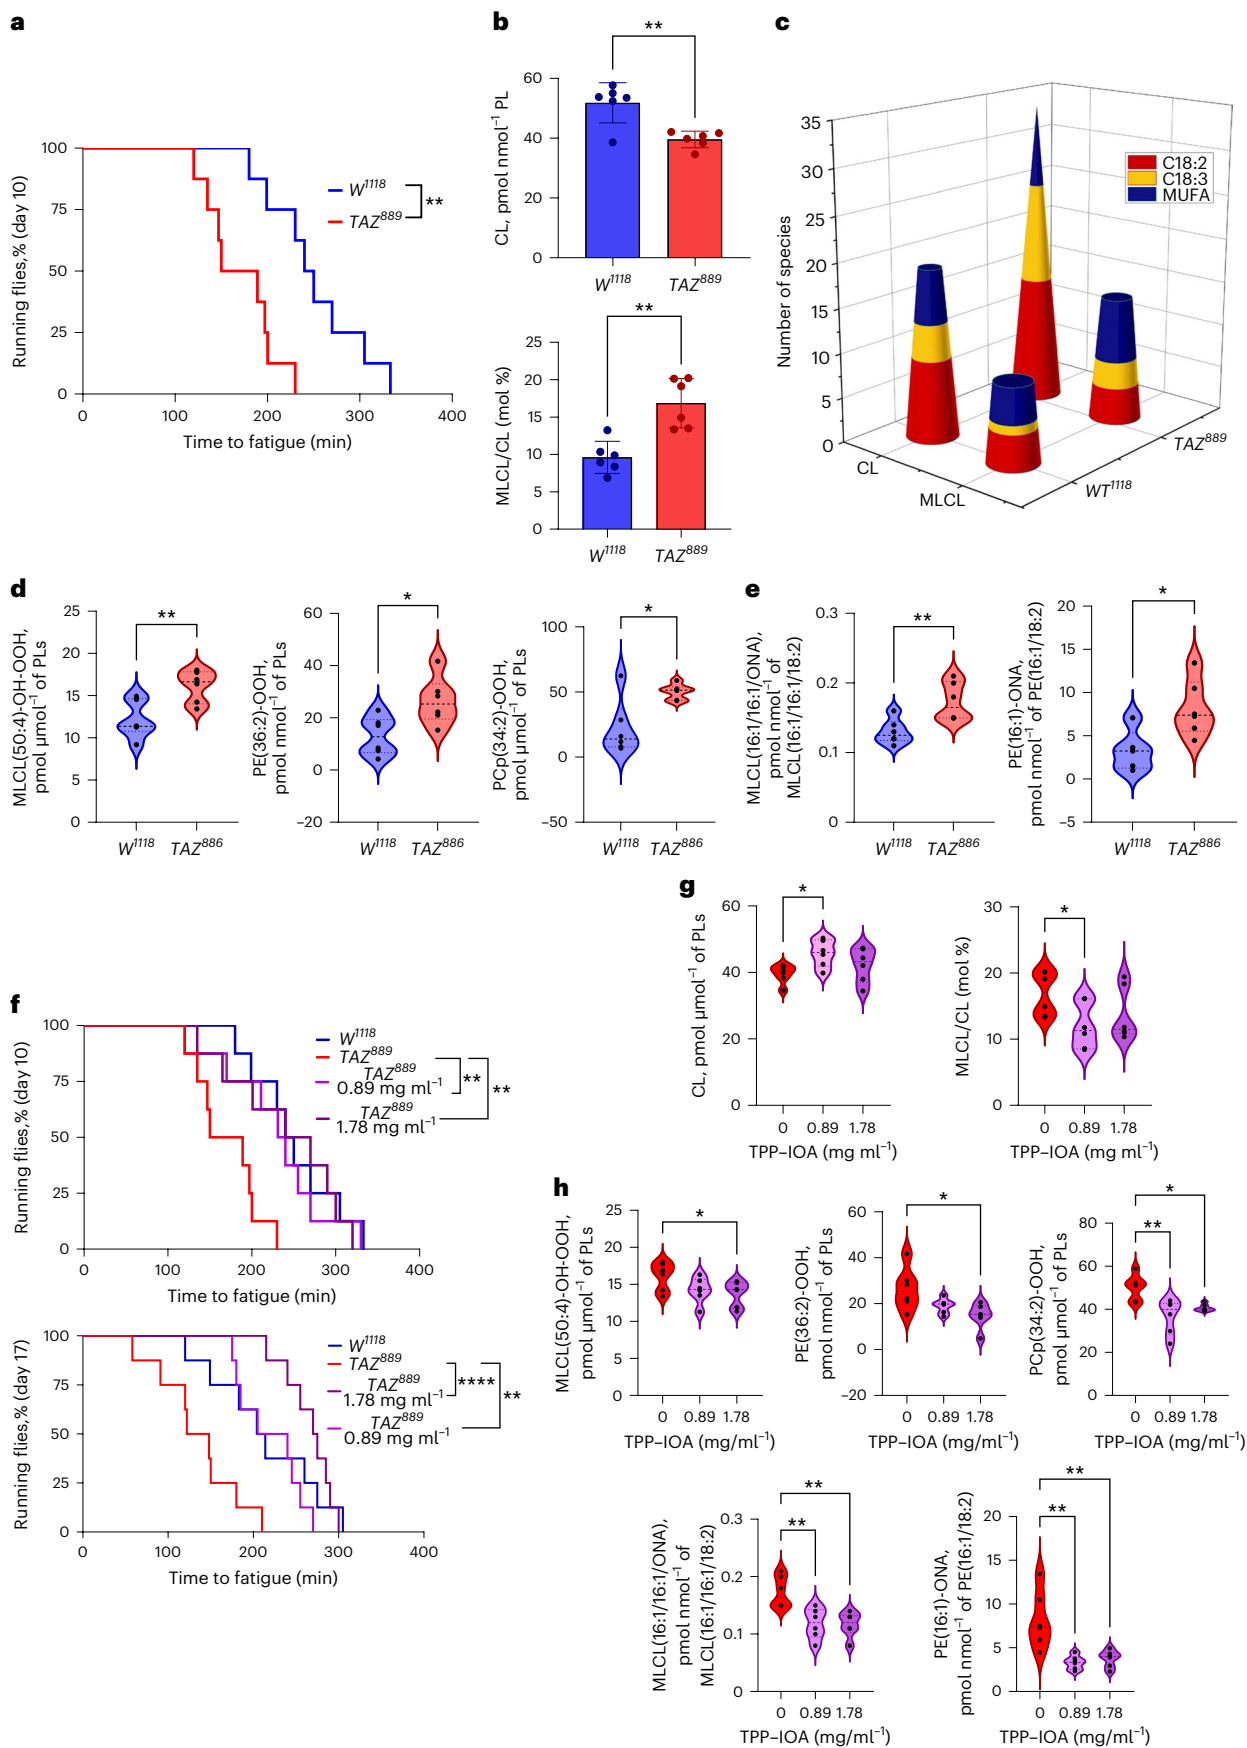 a
100
75
50
25
0
Running flies,% (day 10)
0 100 200 300 400
Time to fatigue (min)
W1118
TAZ889
**
b
**
60
40
20
0
CL, pmol nmol−1 PL
W1118 TAZ889
**
25
20
15
10
5
0
MLCL/CL (mol %)
W1118 TAZ889
c
35
30
25
20
15
10
5
0
Number of species
C18:2
C18:3
MUFA
CL
MLCL
WT1118
TAZ889
d
MLCL(50:4)-OH-OOH,
pmol µmol−1 of PLs
25
20
15
10
5
0
**
W1118 TAZ886
PE(36:2)-OOH,
pmol nmol−1 of PLs
60
40
20
0
−20
*
W1118 TAZ886
PCp(34:2)-OOH,
pmol µmol−1 of PLs
100
50
0
−50
*
W1118 TAZ886
e
MLCL(16:1/16:1/ONA),
pmol nmol−1 of
MLCL(16:1/16:1/18:2)
0.3
0.2
0.1
0
**
W1118 TAZ886
PE(16:1)-ONA,
pmol nmol−1 of PE(16:1/18:2)
20
15
10
5
0
−5
*
W1118 TAZ886
f
Running flies,% (day 10)
100
75
50
25
0
0 100 200 300 400
Time to fatigue (min)
W1118
TAZ889
TAZ889
0.89 mg ml−1
TAZ889
1.78 mg ml−1
**
**
Running flies,% (day 17)
100
75
50
25
0
0 100 200 300 400
Time to fatigue (min)
W1118
TAZ889
TAZ889
1.78 mg ml−1
TAZ889
0.89 mg ml−1
****
**
g
CL, pmol µmol−1 of PLs
60
40
20
0
*
0 0.89 1.78
TPP–IOA (mg ml−1)
MLCL/CL (mol %)
30
20
10
0
*
0 0.89 1.78
TPP–IOA (mg ml−1)
h
MLCL(50:4)-OH-OOH,
pmol µmol−1 of PLs
25
20
15
10
5
0
*
0 0.89 1.78
TPP–IOA (mg/ml−1)
PE(36:2)-OOH,
pmol nmol−1 of PLs
60
40
20
0
−20
*
0 0.89 1.78
TPP–IOA (mg/ml−1)
PCp(34:2)-OOH,
pmol µmol−1 of PLs
80
60
40
20
0
*
**
0 0.89 1.78
TPP–IOA (mg/ml−1)
MLCL(16:1/16:1/ONA),
pmol nmol−1 of
MLCL(16:1/16:1/18:2)
0.3
0.2
0.1
0
**
**
0 0.89 1.78
TPP–IOA (mg/ml−1)
PE(16:1)-ONA,
pmol nmol−1 of PE(16:1/18:2)
20
15
10
5
0
**
**
0 0.89 1.78
TPP–IOA (mg/ml−1)